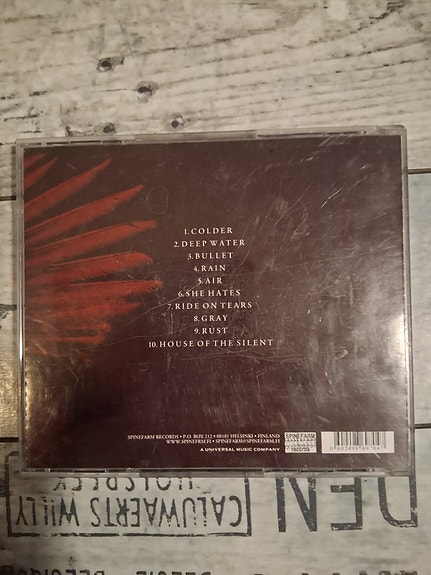 1. COLDER
2. DEEP WATER
3. BULLET
4. RAIN
5. AIR
6. SHE HATES
7. RIDE ON TEARS
8. GRAY
9. RUST
10. HOUSE OF THE SILENT
SPINEFARM RECORDS • P.O. BOX 212 • 00181 HELSINKI • FINLAND
WWW.SPINEFRM.FI • SPINEFARM@SPINEFARM.FI
A UNIVERSAL MUSIC COMPANY
SPINEFARM
records
CALUWAERTS WILLY
HOLSBEEK
DEN